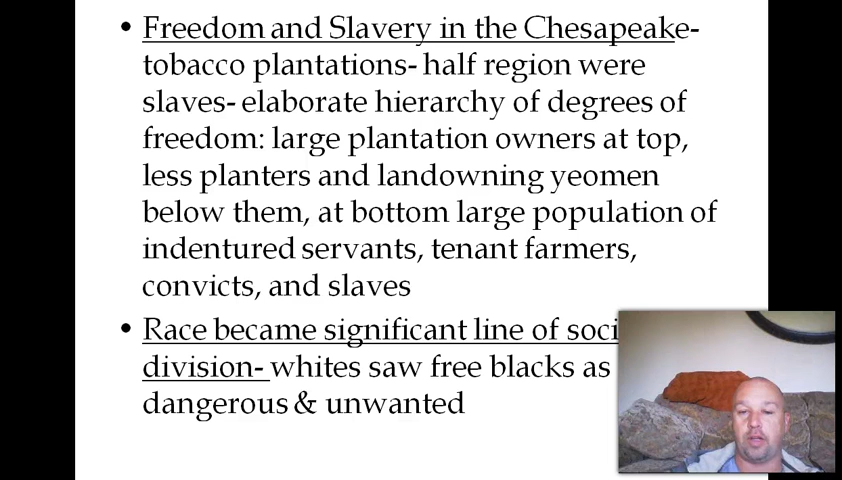 • Freedom and Slavery in the Chesapeake-
tobacco plantations- half region were
slaves- elaborate hierarchy of degrees of
freedom: large plantation owners at top,
less planters and landowning yeomen
below them, at bottom large population of
indentured servants, tenant farmers,
convicts, and slaves
• Race became significant line of soci
division- whites saw free blacks as
dangerous & unwanted